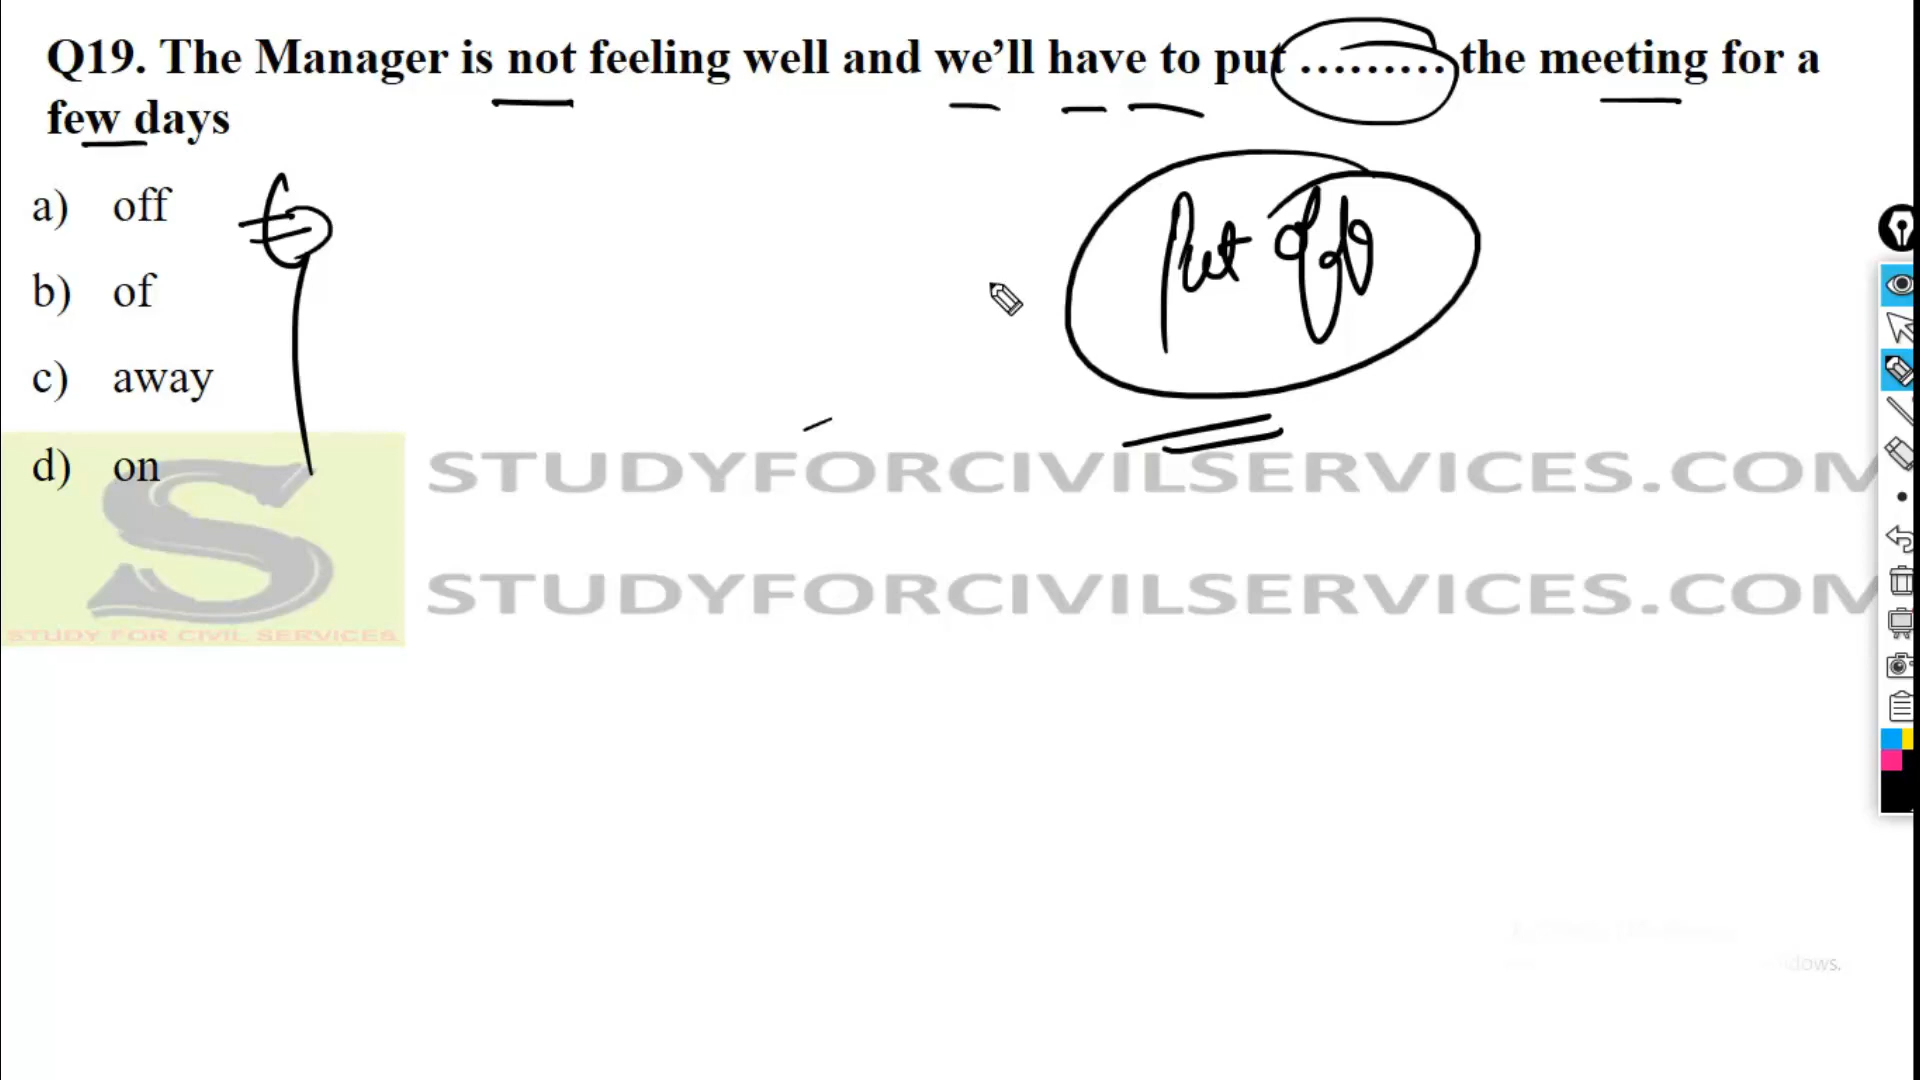 Q19. The Manager is not feeling well and we’ll have to put ......... the meeting for a
few days
a) off
Put off
b) of
c) away
d) on
STUDYFORCIVILSERVICES.COM
STUDYFORCIVILSERVICES.COM
S
STUDY FOR CIVIL SERVICES
dows.